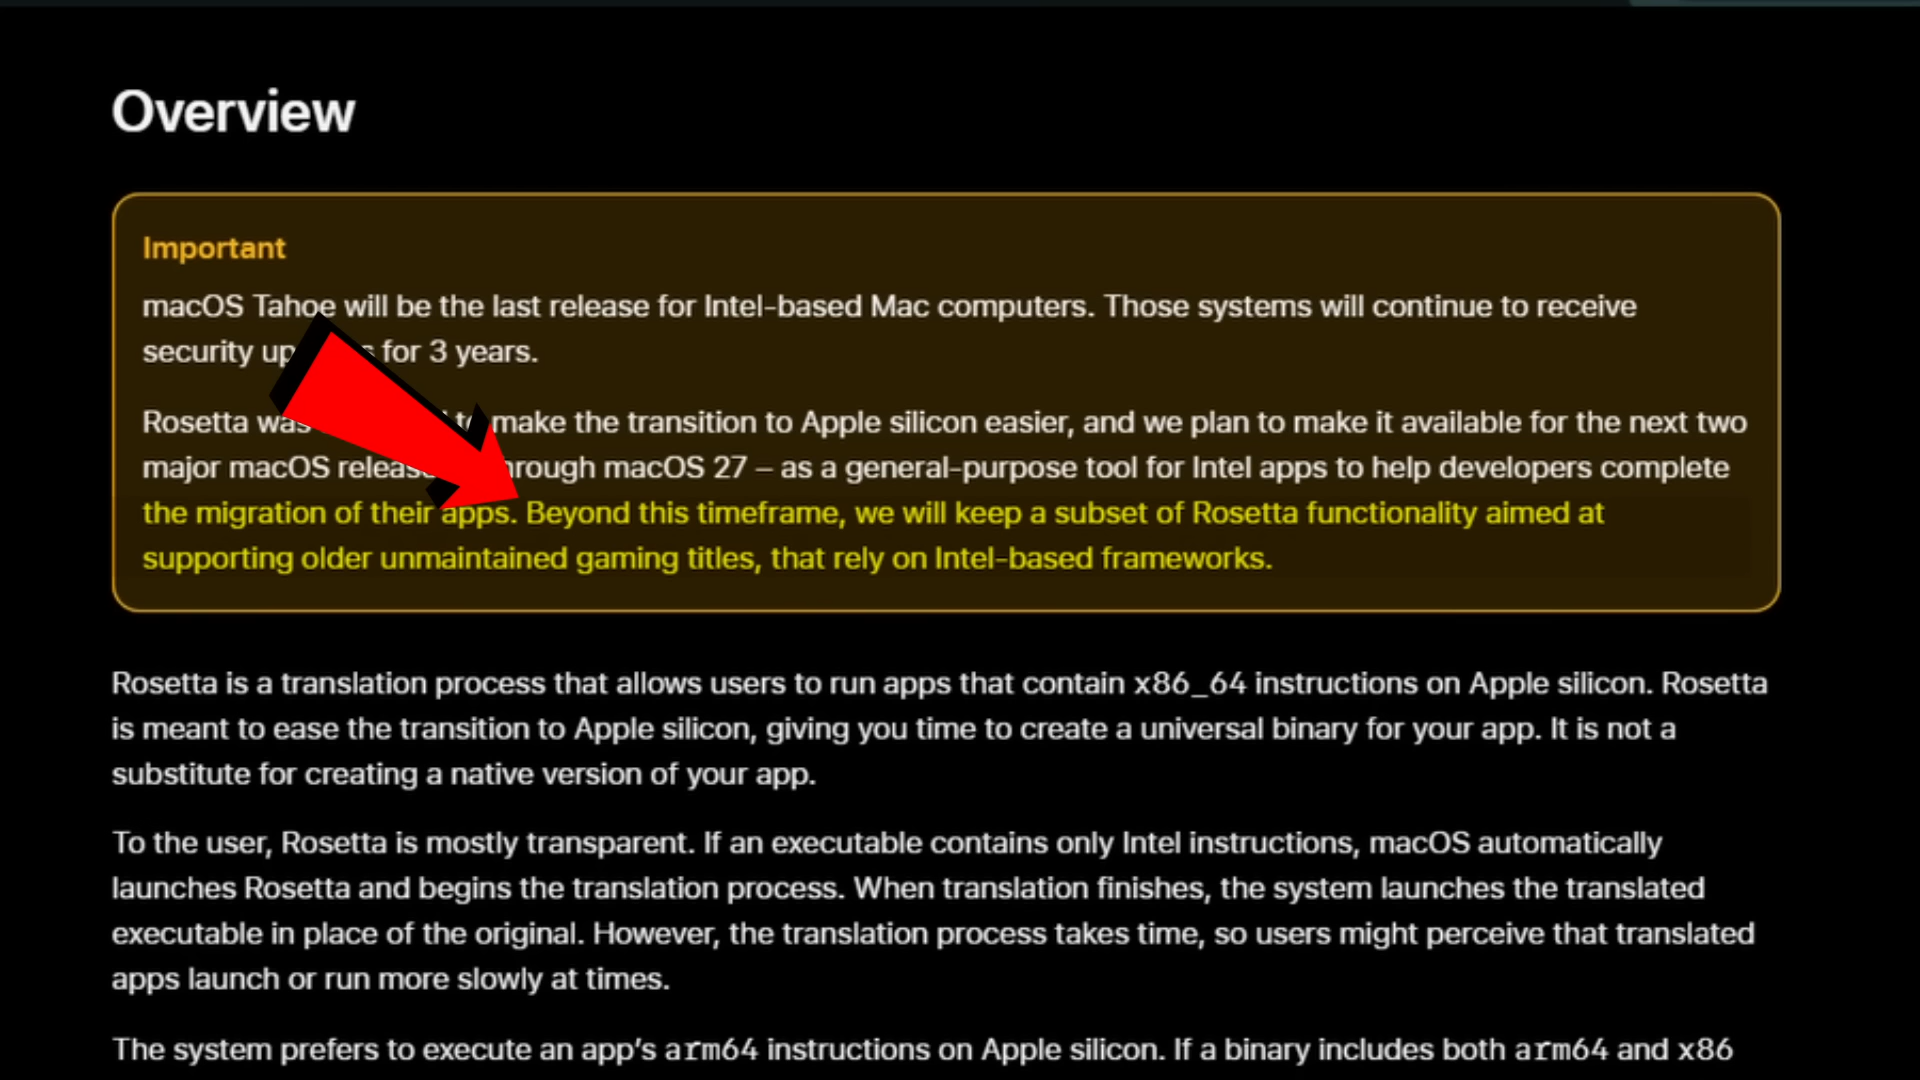 Overview
Important
macOS Tahoe will be the last release for Intel-based Mac computers. Those systems will continue to receive
security for 3 years.
Rosetta was to make the transition to Apple silicon easier, and we plan to make it available for the next two
major macOS through macOS 27 – as a general-purpose tool for Intel apps to help developers complete
the migration of their apps. Beyond this timeframe, we will keep a subset of Rosetta functionality aimed at
supporting older unmaintained gaming titles, that rely on Intel-based frameworks.
Rosetta is a translation process that allows users to run apps that contain x86_64 instructions on Apple silicon. Rosetta
is meant to ease the transition to Apple silicon, giving you time to create a universal binary for your app. It is not a
substitute for creating a native version of your app.
To the user, Rosetta is mostly transparent. If an executable contains only Intel instructions, macOS automatically
launches Rosetta and begins the translation process. When translation finishes, the system launches the translated
executable in place of the original. However, the translation process takes time, so users might perceive that translated
apps launch or run more slowly at times.
The system prefers to execute an app's arm64 instructions on Apple silicon. If a binary includes both arm64 and x86